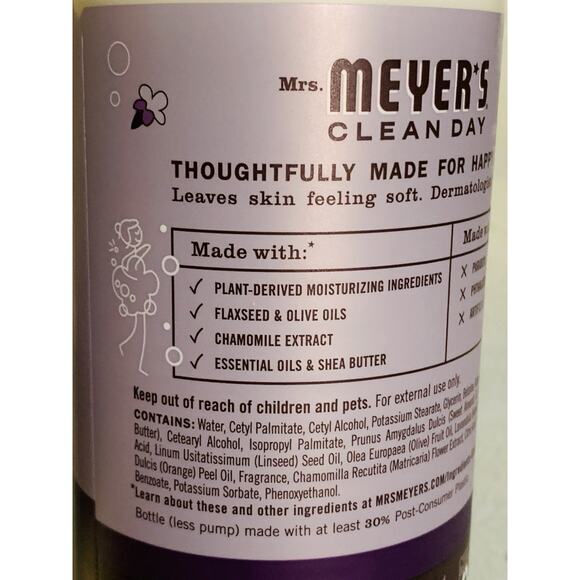 Mrs. MEYER'S
CLEAN DAY
THOUGHTFULLY MADE FOR
Leaves skin feeling soft.
Made with:* Made
✓ PLANT-DERIVED MOISTURIZING INGREDIENTS X
✓ FLAXSEED & OLIVE OILS X
✓ CHAMOMILE EXTRACT X
✓ ESSENTIAL OILS & SHEA BUTTER
Keep out of reach of children and pets. For external use only.
CONTAINS: Water, Cetyl Palmitate, Cetyl Alcohol, Potassium Stearate, Glycerin,
Butter), Cetearyl Alcohol, Isopropyl Palmitate, Prunus Amygdalus Dulcis (Sweet
Acid, Linum Usitatissimum (Linseed) Seed Oil, Olea Europaea (Olive) Fruit Oil,
Dulcis (Orange) Peel Oil, Fragrance, Chamomilla Recutita (Matricaria) Flower Extract,
Benzoate, Potassium Sorbate, Phenoxyethanol.
*Learn about these and other ingredients at MRSMEYERS.COM/
Bottle (less pump) made with at least 30% Post-Consumer